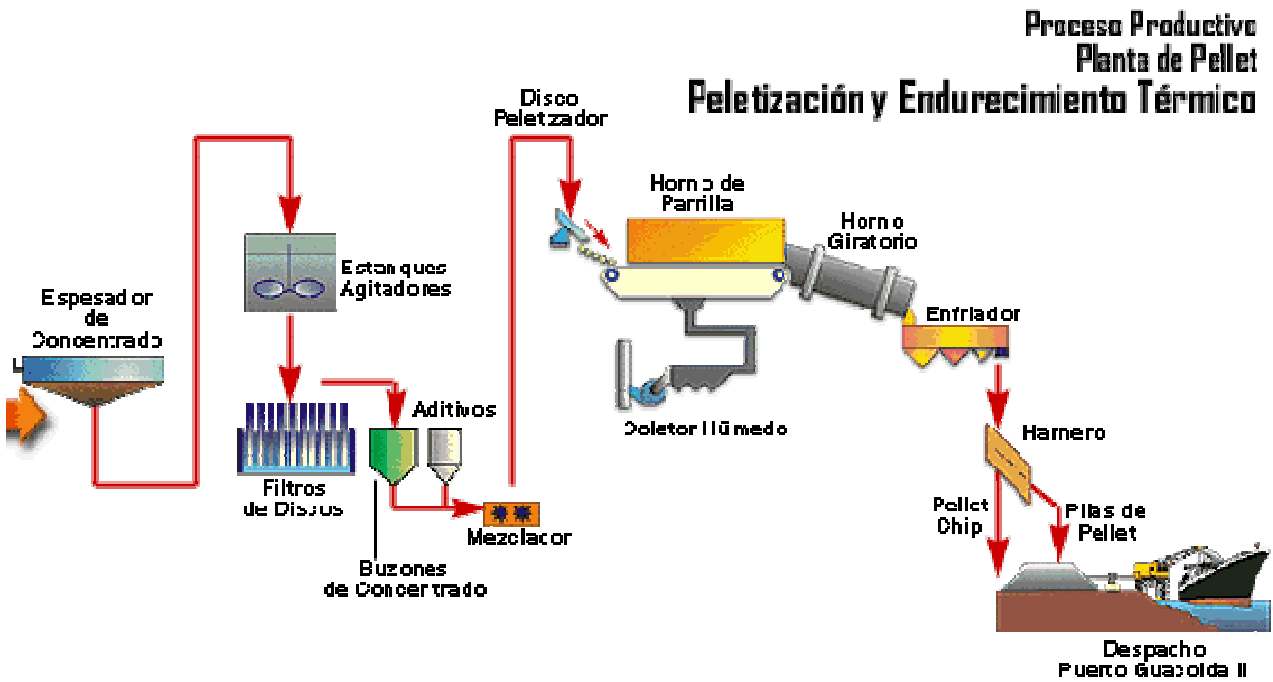 Proceso Productivo
Planta de Pellet
Peletización y Endurecimiento Térmico
Disco
Peletizador
Horno de
Parrilla
Horno
Giratorio
Estanques
Agitadores
Espesador
de
Concentrado
Enfriador
Aditivos
Colector Húmedo
Harnero
Filtros
de Discos
Mezclador
Pellet
Chip
Pilas de
Pellet
Buzones
de Concentrado
Despacho
Puerto Guacolda II